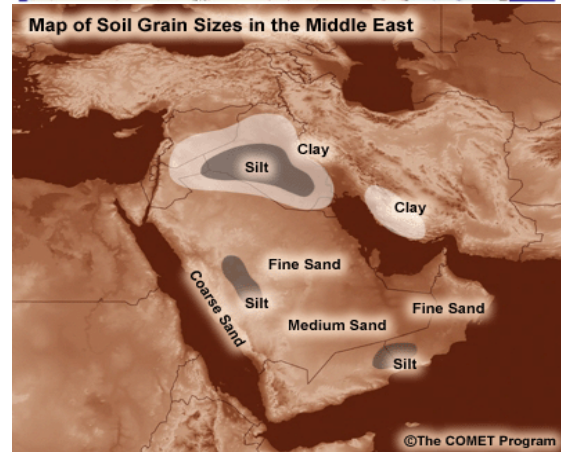 Map of Soil Grain Sizes in the Middle East
Clay
Silt
Clay
Fine Sand
Coarse Sand
Silt
Fine Sand
Medium Sand
Silt
©The COMET Program